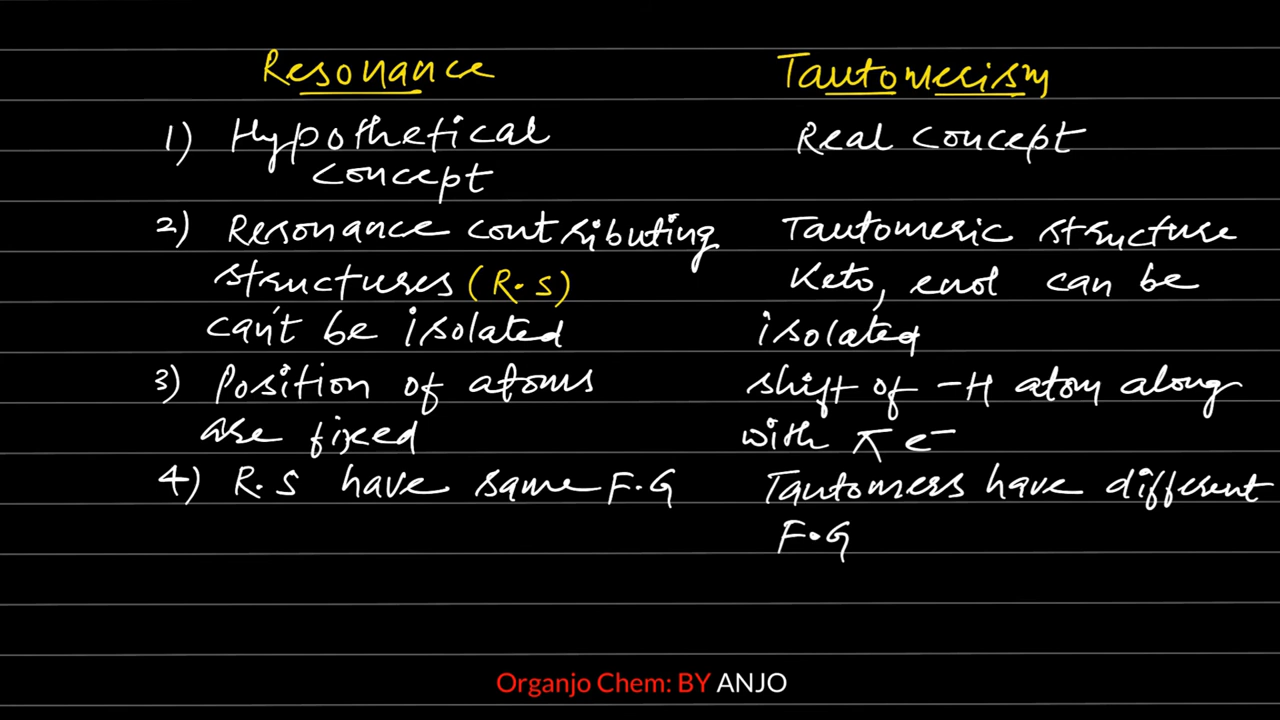 Resonance
Tautomerism
1) Hypothetical concept
Real concept
2) Resonance contributing structures (R.S) can't be isolated
Tautomeric structure Keto, enol can be isolated
3) Position of atoms are fixed
shift of -H atom along with π e⁻
4) R.S have same F.G
Tautomers have different F.G
Organjo Chem: BY ANJO